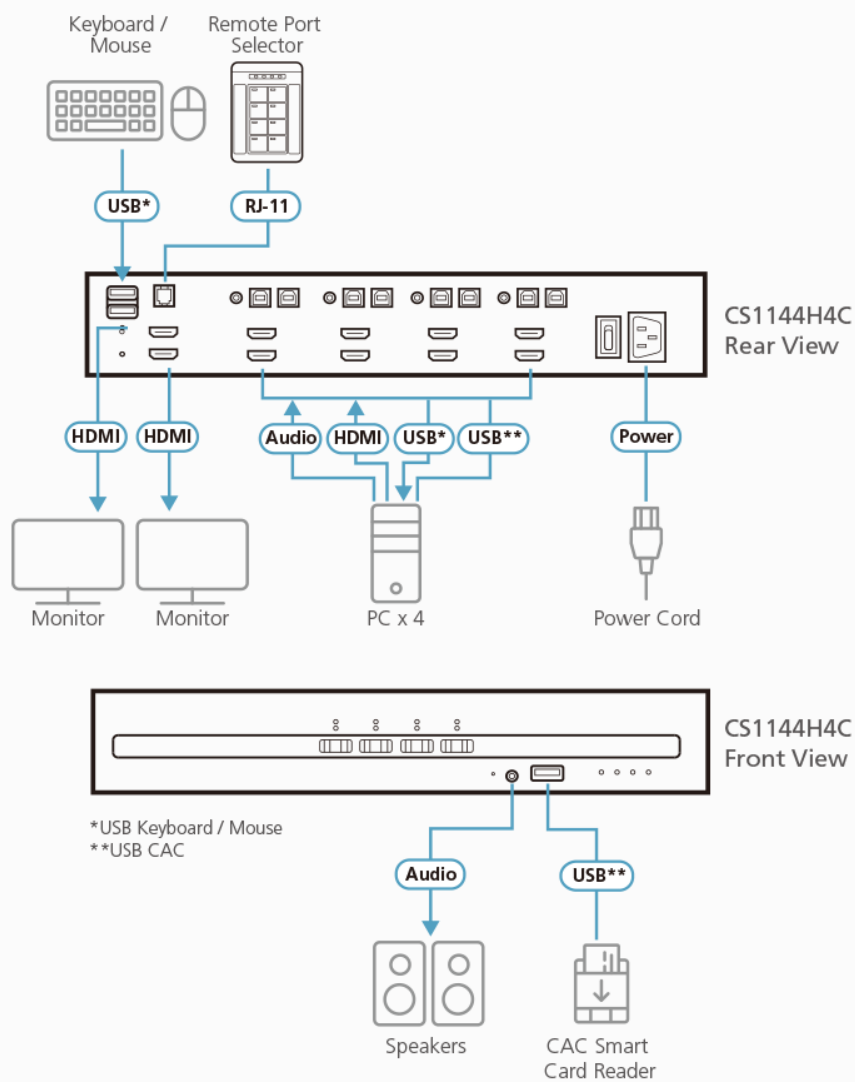 Keyboard /
Mouse
Remote Port
Selector
USB*
RJ-11
CS1144H4C
Rear View
HDMI
HDMI
Audio
HDMI
USB*
USB**
Power
Monitor
Monitor
PC x 4
Power Cord
CS1144H4C
Front View
*USB Keyboard / Mouse
**USB CAC
Audio
USB**
Speakers
CAC Smart
Card Reader